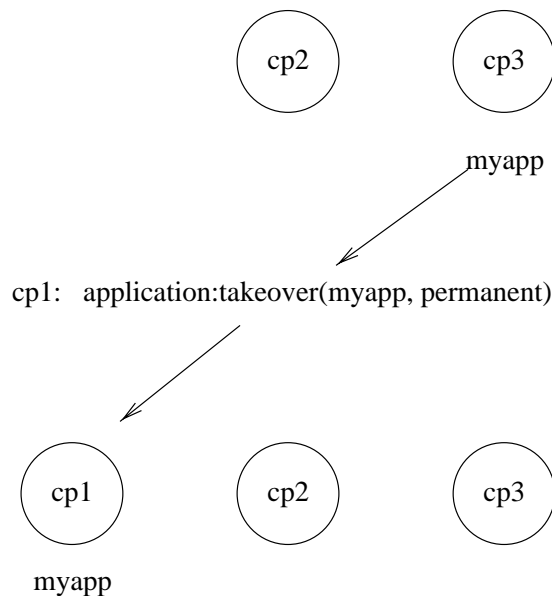 cp2 cp3
myapp
cp1: application:takeover(myapp, permanent)
cp1 cp2 cp3
myapp